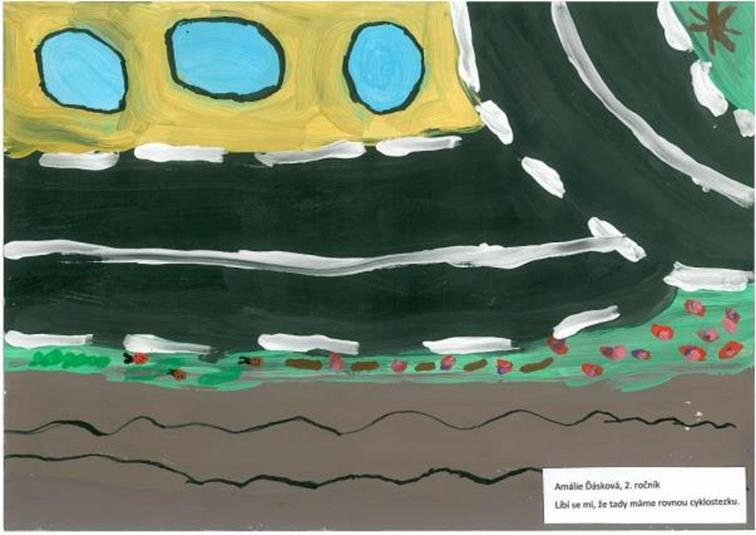 Amálie Ďásková, 2. ročník
Líbí se mi, že tady máme rovnou cyklostezku.